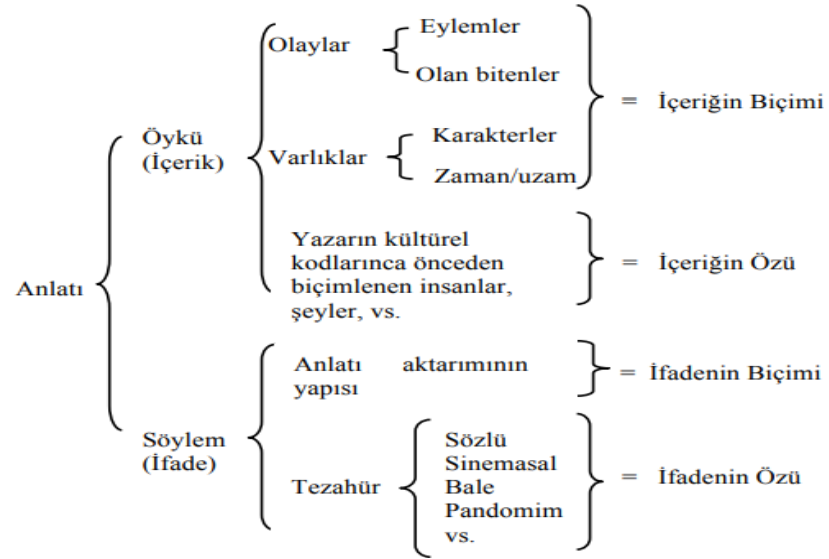 Anlatı
Öykü
(İçerik)
Olaylar
Eylemler
Olan bitenler
Varlıklar
Karakterler
Zaman/uzam
= İçeriğin Biçimi
Yazarın kültürel
kodlarınca önceden
biçimlenen insanlar,
şeyler, vs.
= İçeriğin Özü
Söylem
(İfade)
Anlatı aktarımının
yapısı
= İfadenin Biçimi
Tezahür
Sözlü
Sinemasal
Bale
Pandomim
vs.
= İfadenin Özü